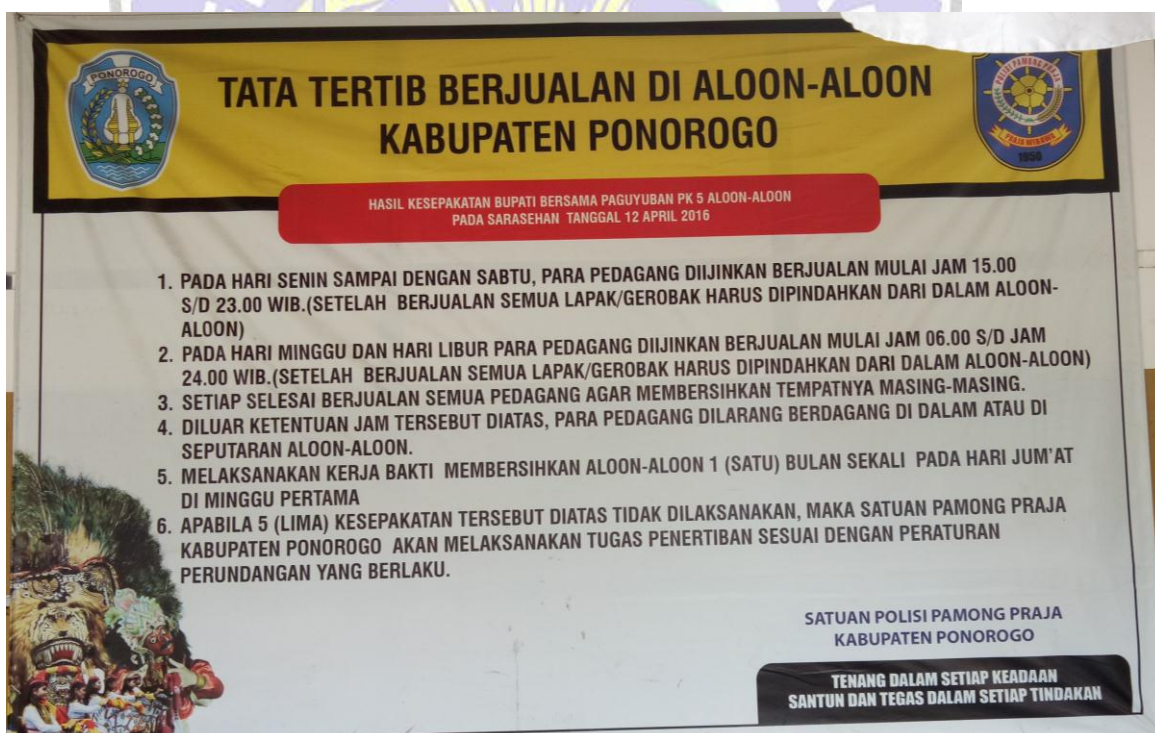 PONOROGO
POLISI PAMONG PRAJA
PRAJA WIBAWA
1950
TATA TERTIB BERJUALAN DI ALOON-ALOON
KABUPATEN PONOROGO
HASIL KESEPAKATAN BUPATI BERSAMA PAGUYUBAN PK 5 ALOON-ALOON
PADA SARASEHAN TANGGAL 12 APRIL 2016
1. PADA HARI SENIN SAMPAI DENGAN SABTU, PARA PEDAGANG DIIJINKAN BERJUALAN MULAI JAM 15.00
S/D 23.00 WIB.(SETELAH BERJUALAN SEMUA LAPAK/GEROBAK HARUS DIPINDAHKAN DARI DALAM ALOON-
ALOON)
2. PADA HARI MINGGU DAN HARI LIBUR PARA PEDAGANG DIIJINKAN BERJUALAN MULAI JAM 06.00 S/D JAM
24.00 WIB.(SETELAH BERJUALAN SEMUA LAPAK/GEROBAK HARUS DIPINDAHKAN DARI DALAM ALOON-ALOON)
3. SETIAP SELESAI BERJUALAN SEMUA PEDAGANG AGAR MEMBERSIHKAN TEMPATNYA MASING-MASING.
4. DILUAR KETENTUAN JAM TERSEBUT DIATAS, PARA PEDAGANG DILARANG BERDAGANG DI DALAM ATAU DI
SEPUTARAN ALOON-ALOON.
5. MELAKSANAKAN KERJA BAKTI MEMBERSIHKAN ALOON-ALOON 1 (SATU) BULAN SEKALI PADA HARI JUM'AT
DI MINGGU PERTAMA
6. APABILA 5 (LIMA) KESEPAKATAN TERSEBUT DIATAS TIDAK DILAKSANAKAN, MAKA SATUAN PAMONG PRAJA
KABUPATEN PONOROGO AKAN MELAKSANAKAN TUGAS PENERTIBAN SESUAI DENGAN PERATURAN
PERUNDANGAN YANG BERLAKU.
SATUAN POLISI PAMONG PRAJA
KABUPATEN PONOROGO
TENANG DALAM SETIAP KEADAAN
SANTUN DAN TEGAS DALAM SETIAP TINDAKAN